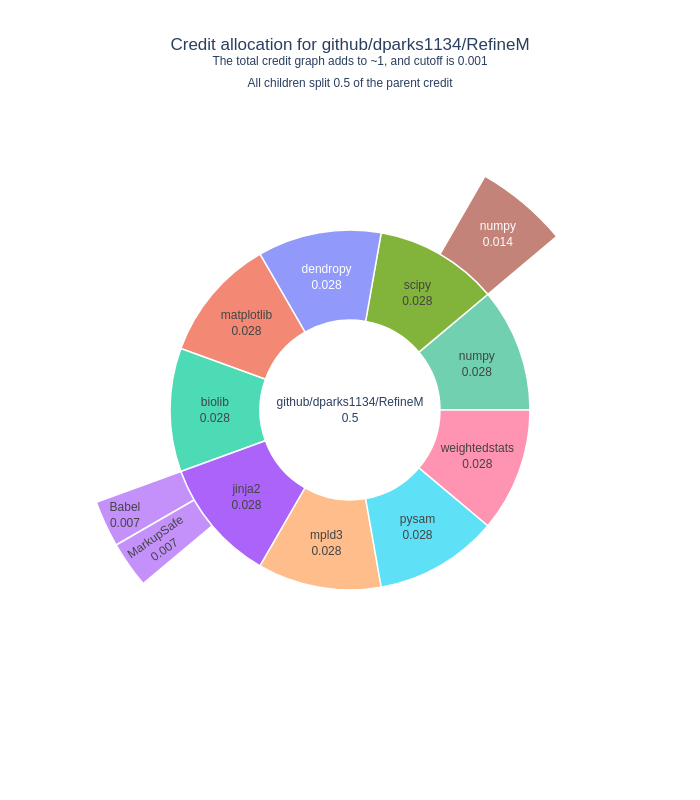 Credit allocation for github/dparks1134/RefineM
The total credit graph adds to ~1, and cutoff is 0.001
All children split 0.5 of the parent credit
numpy
0.014
dendropy
0.028
scipy
0.028
matplotlib
0.028
numpy
0.028
biolib
0.028
github/dparks1134/RefineM
0.5
weightedstats
0.028
jinja2
0.028
Babel
0.007
MarkupSafe
0.007
mpld3
0.028
pysam
0.028